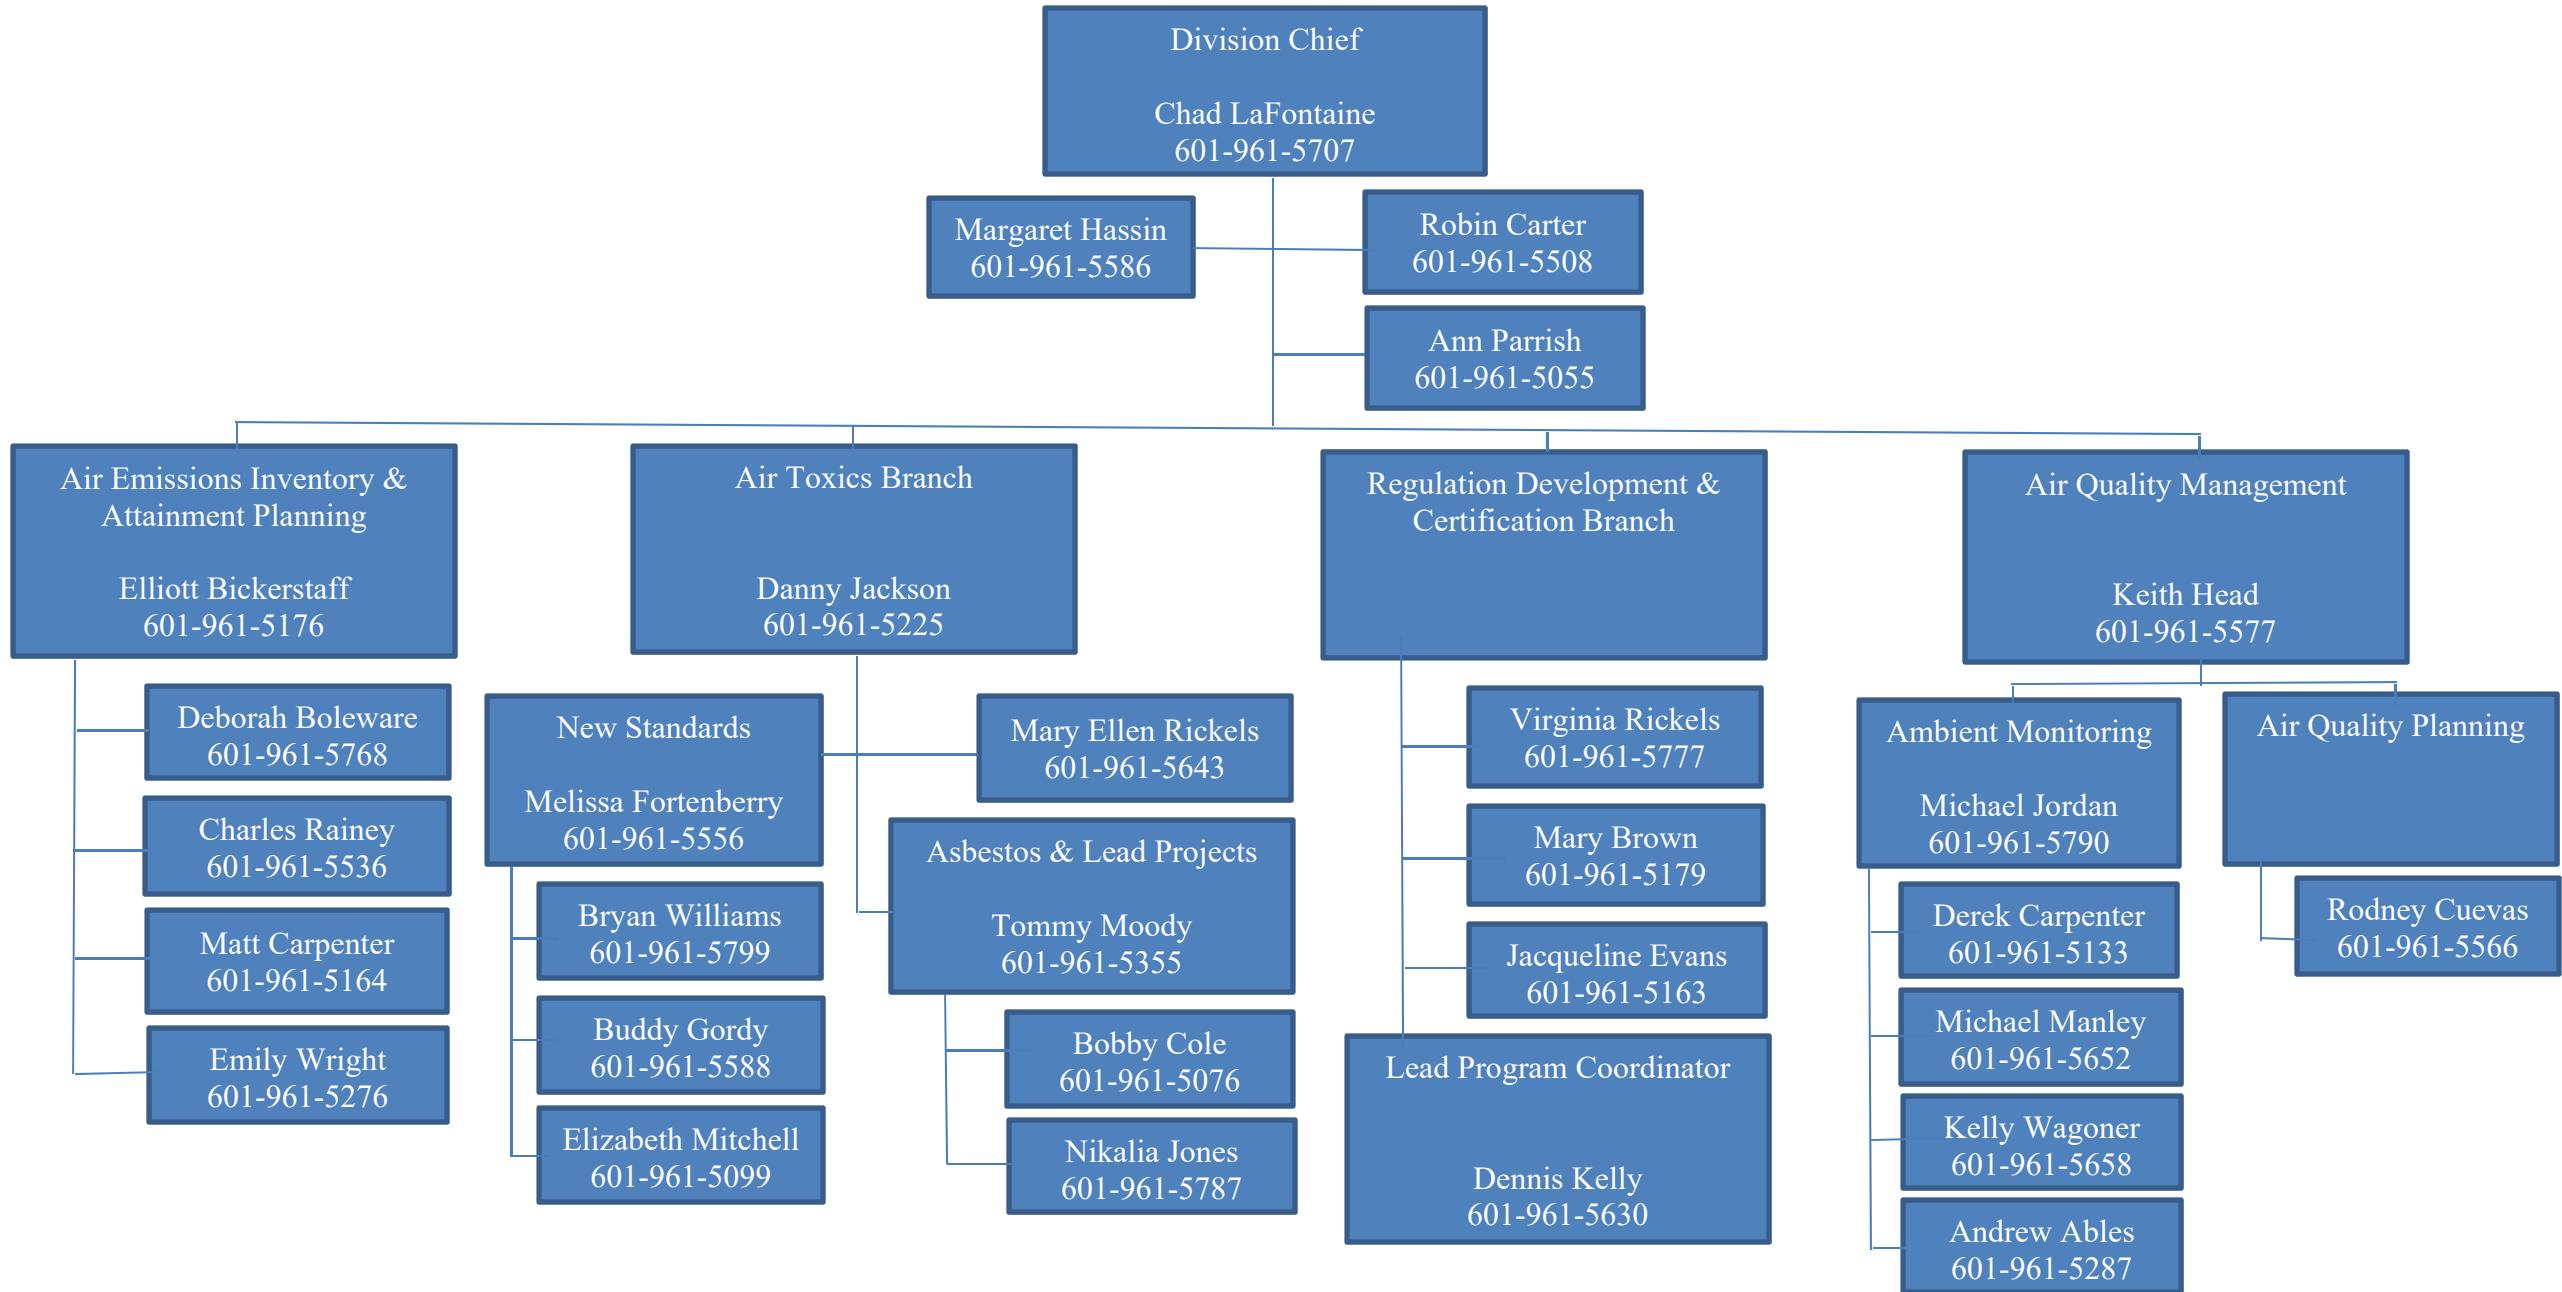 Division Chief
Chad LaFontaine
601-961-5707
Margaret Hassin
601-961-5586
Robin Carter
601-961-5508
Ann Parrish
601-961-5055
Air Emissions Inventory &
Attainment Planning
Elliott Bickerstaff
601-961-5176
Deborah Boleware
601-961-5768
Charles Rainey
601-961-5536
Matt Carpenter
601-961-5164
Emily Wright
601-961-5276
Air Toxics Branch
Danny Jackson
601-961-5225
New Standards
Melissa Fortenberry
601-961-5556
Bryan Williams
601-961-5799
Buddy Gordy
601-961-5588
Elizabeth Mitchell
601-961-5099
Mary Ellen Rickels
601-961-5643
Asbestos & Lead Projects
Tommy Moody
601-961-5355
Bobby Cole
601-961-5076
Nikalia Jones
601-961-5787
Regulation Development &
Certification Branch
Virginia Rickels
601-961-5777
Mary Brown
601-961-5179
Jacqueline Evans
601-961-5163
Lead Program Coordinator
Dennis Kelly
601-961-5630
Air Quality Management
Keith Head
601-961-5577
Ambient Monitoring
Michael Jordan
601-961-5790
Derek Carpenter
601-961-5133
Michael Manley
601-961-5652
Kelly Wagoner
601-961-5658
Andrew Ables
601-961-5287
Air Quality Planning
Rodney Cuevas
601-961-5566